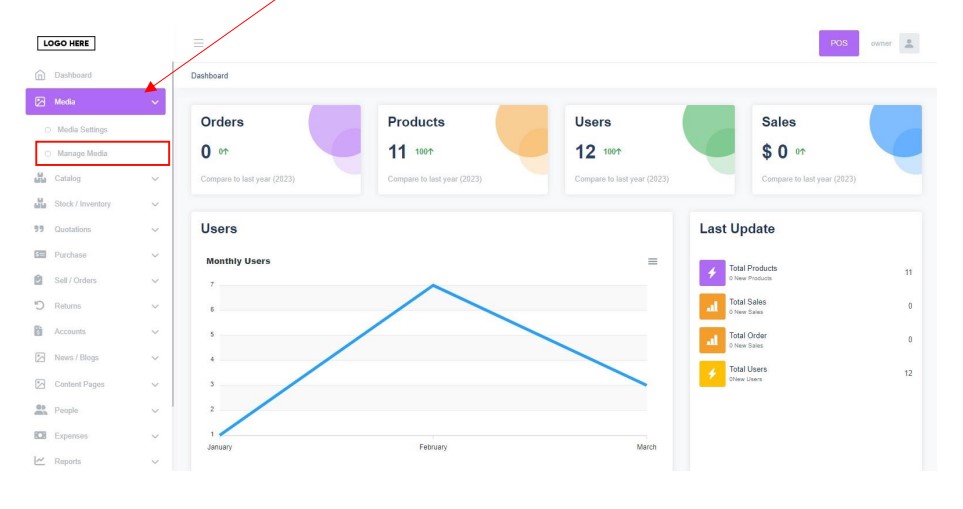 LOGO HERE
POS
owner
Dashboard
Media
Media Settings
Manage Media
Catalog
Stock / Inventory
Quotations
Purchase
Sell / Orders
Returns
Accounts
News / Blogs
Content Pages
People
Expenses
Reports
Dashboard
Orders
0 0↑
Compare to last year (2023)
Products
11 100↑
Compare to last year (2023)
Users
12 100↑
Compare to last year (2023)
Sales
$ 0 0↑
Compare to last year (2023)
Users
Monthly Users
7
6
5
4
3
2
1
January February March
Last Update
Total Products
0 New Products
11
Total Sales
0 New Sales
0
Total Order
0 New Sales
0
Total Users
0New Users
12